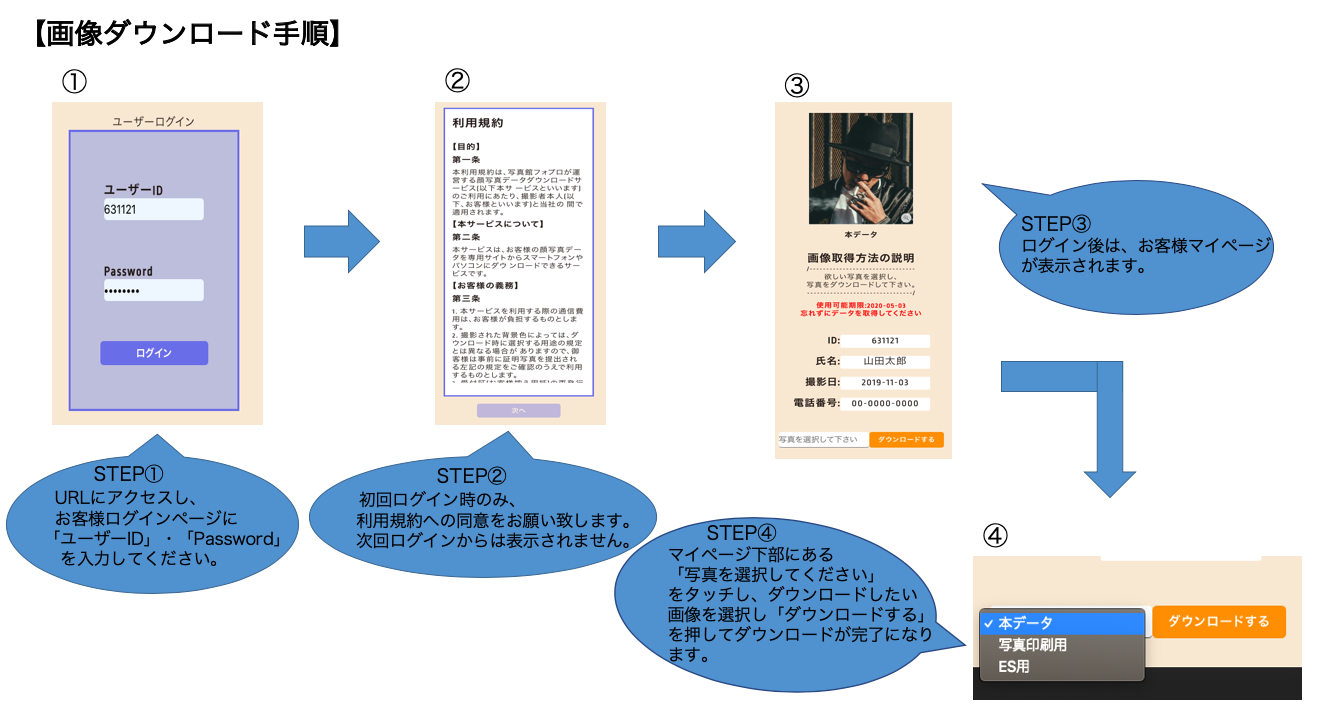 【画像ダウンロード手順】
①
ユーザーログイン
ユーザーID
631121
Password
••••••••
ログイン
STEP①
URLにアクセスし、
お客様ログインページに
「ユーザーID」・「Password」
を入力してください。
②
利用規約
【目的】
第一条
本利用規約は、写真館フォプロが運
営する顔写真データダウンロードサ
ービス(以下本サ ービスといいます)
のご利用にあたり、撮影者本人(以
下、お客様といいます)と当社の 間で
適用されます。
【本サービスについて】
第二条
本サービスは、お客様の顔写真デー
タを専用サイトからスマートフォンや
パソコンにダウ ンロードできるサー
ビスです。
【お客様の義務】
第三条
1. 本サービスを利用する際の通信費
用は、お客様が負担するものとしま
す。
2. 撮影された背景色によっては、ダ
ウンロード時に選択する用途の規定
とは異なる場合が ありますので、御
客様は事前に証明写真を提出され
る左記の規定をご確認のうえで利用
するものとします。
次へ
STEP②
初回ログイン時のみ、
利用規約への同意をお願い致します。
次回ログインからは表示されません。
③
本データ
画像取得方法の説明
/------------------------------
欲しい写真を選択し、
写真をダウンロードして下さい。
------------------------------/
使用可能期限:2020-05-03
忘れずにデータを取得してください
ID: 631121
氏名: 山田太郎
撮影日: 2019-11-03
電話番号: 00-0000-0000
写真を選択して下さい ダウンロードする
STEP③
ログイン後は、お客様マイページ
が表示されます。
STEP④
マイページ下部にある
「写真を選択してください」
をタッチし、ダウンロードしたい
画像を選択し「ダウンロードする」
を押してダウンロードが完了になり
ます。
④
✓ 本データ
写真印刷用
ES用
ダウンロードする